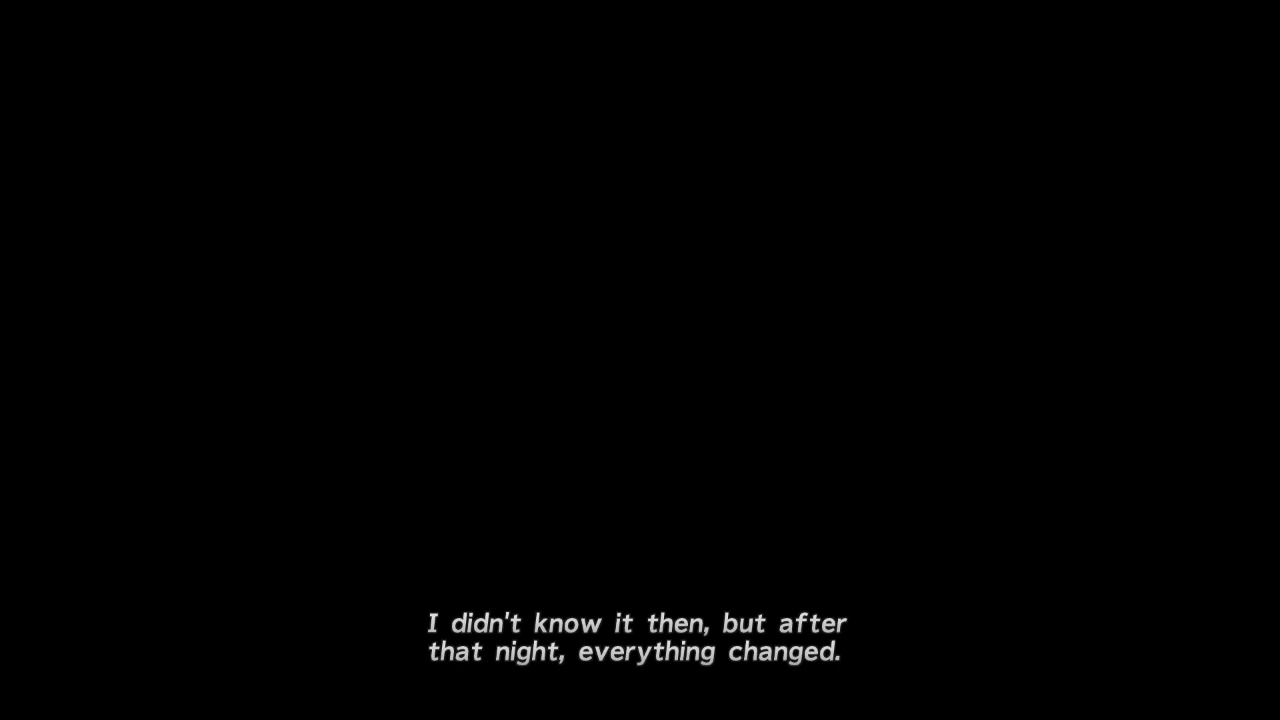 I didn't know it then, but after
that night, everything changed.